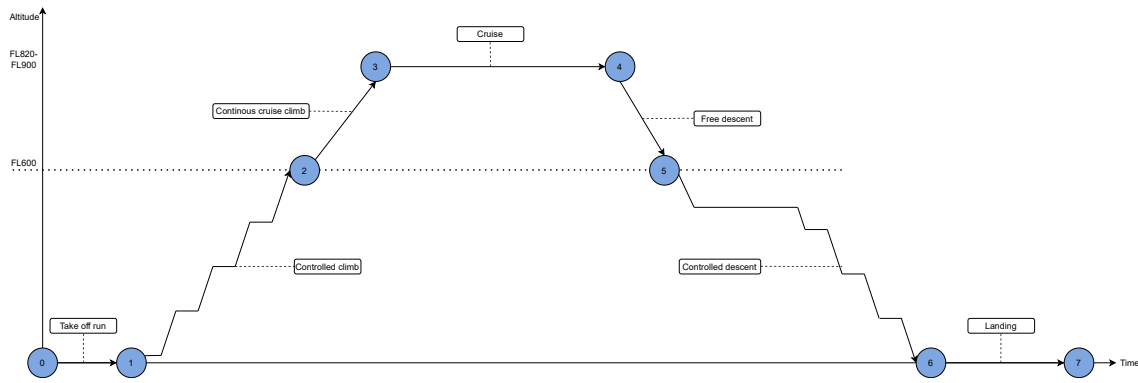 Altitude
Cruise
FL820-
FL900
3
4
Continous cruise climb
Free descent
FL600
2
5
Controlled climb
Controlled descent
Take off run
Landing
0
1
6
7
Time